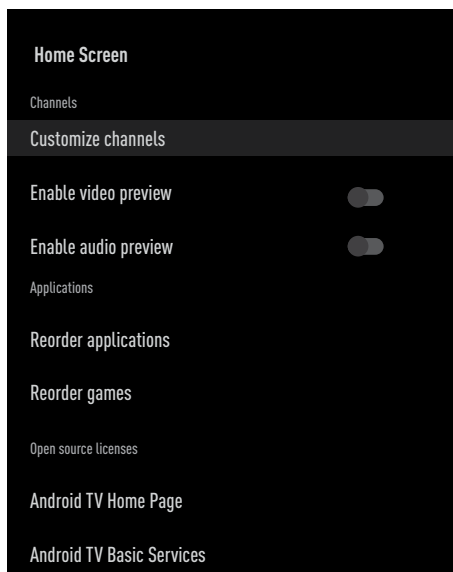 Home Screen
Channels
Customize channels
Enable video preview
Enable audio preview
Applications
Reorder applications
Reorder games
Open source licenses
Android TV Home Page
Android TV Basic Services